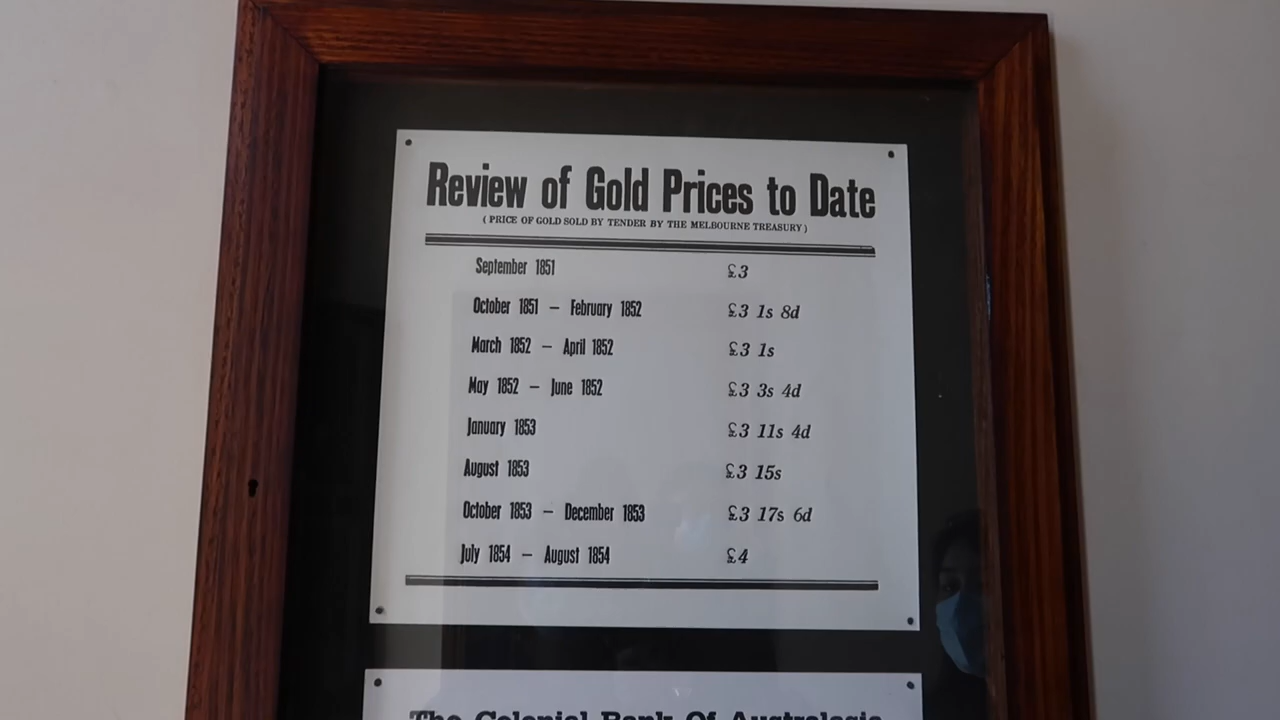 Review of Gold Prices to Date
( PRICE OF GOLD SOLD BY TENDER BY THE MELBOURNE TREASURY )
September 1851 £3
October 1851 — February 1852 £3 1s 8d
March 1852 — April 1852 £3 1s
May 1852 — June 1852 £3 3s 4d
January 1853 £3 11s 4d
August 1853 £3 15s
October 1853 — December 1853 £3 17s 6d
July 1854 — August 1854 £4
The Colonial Bank Of Australasia